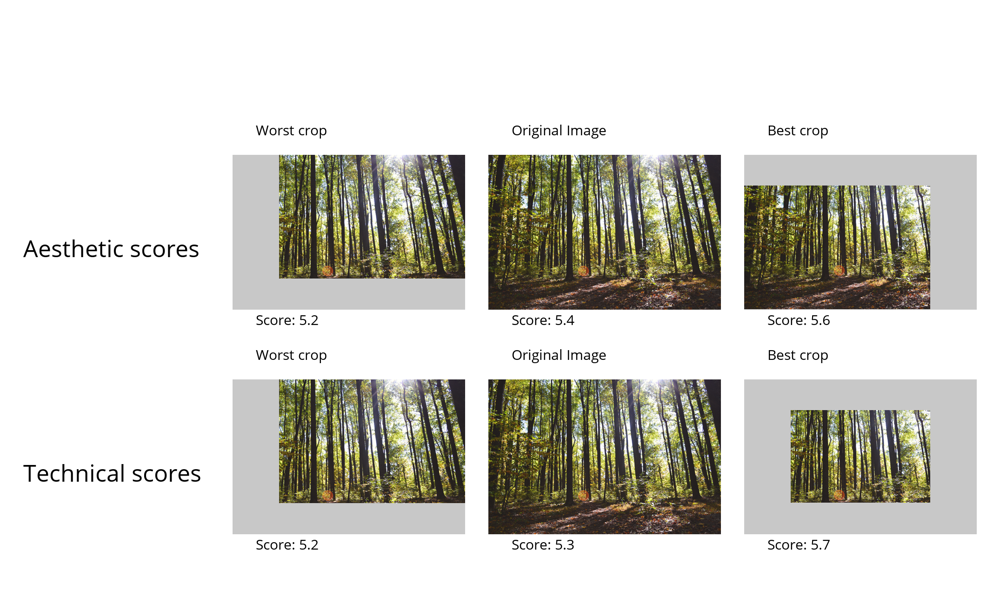 Worst crop
Original Image
Best crop
Aesthetic scores
Score: 5.2
Score: 5.4
Score: 5.6
Worst crop
Original Image
Best crop
Technical scores
Score: 5.2
Score: 5.3
Score: 5.7